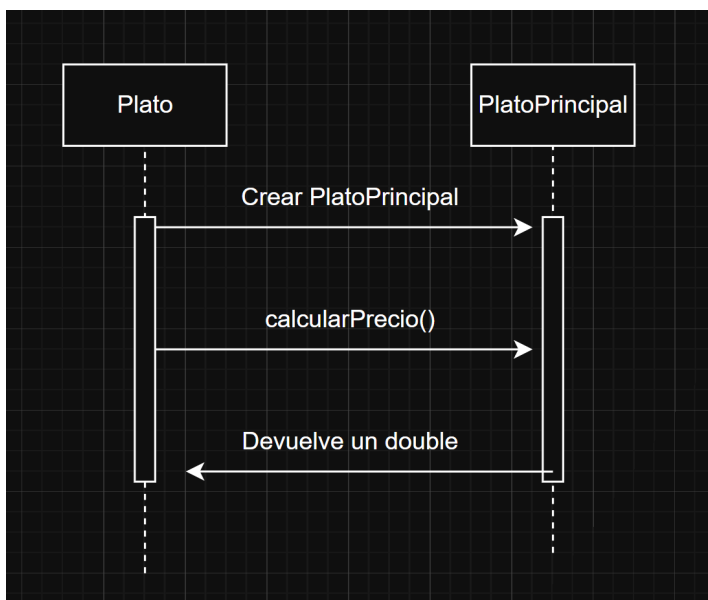 Plato
PlatoPrincipal
Crear PlatoPrincipal
calcularPrecio()
Devuelve un double